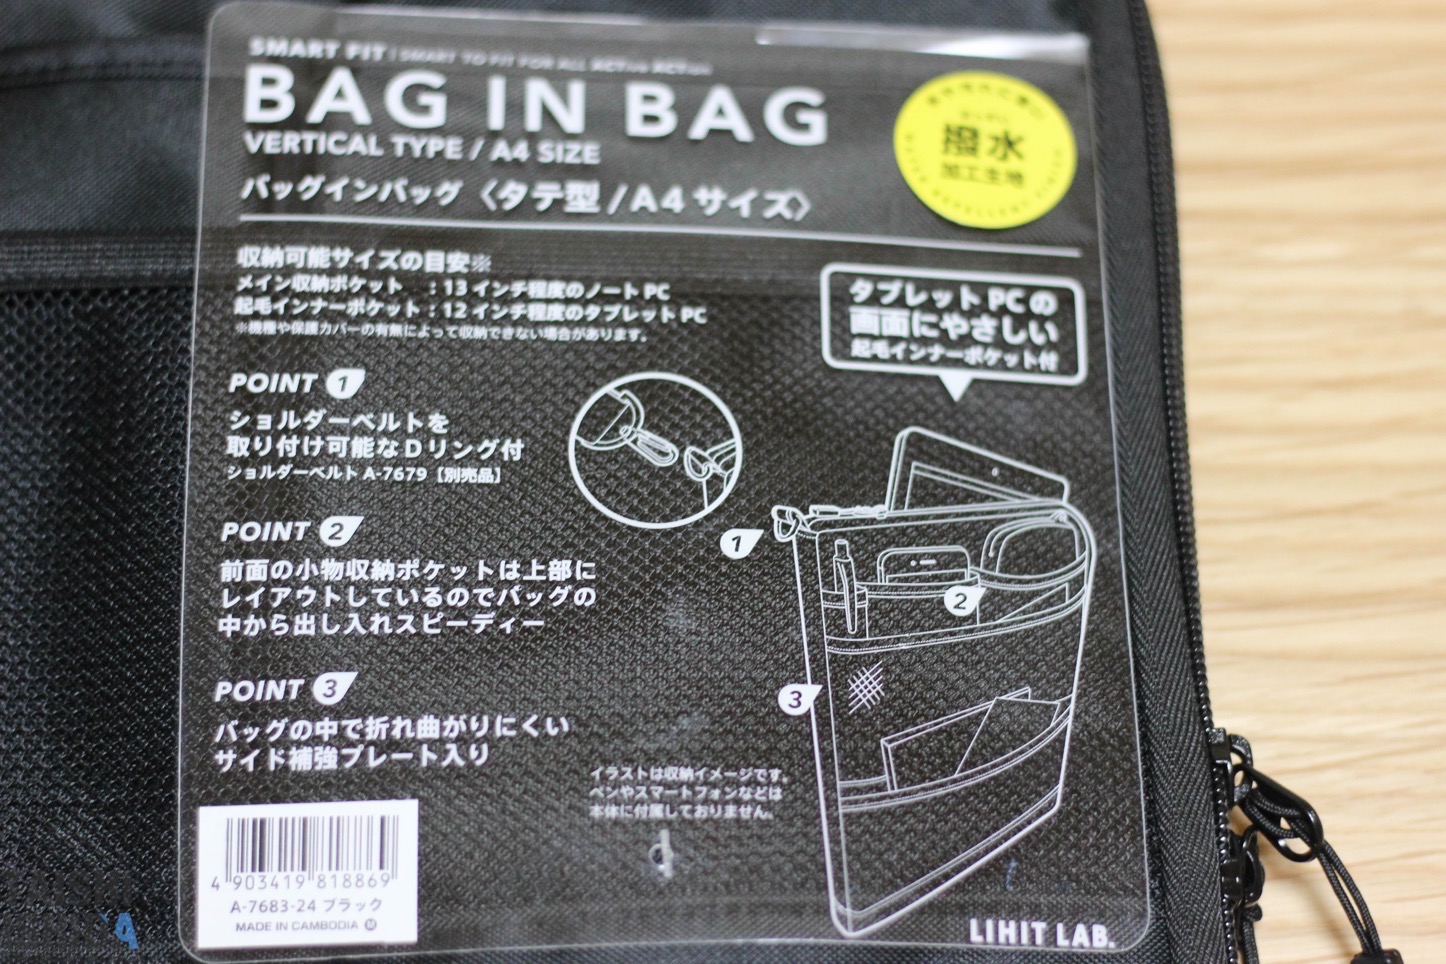 SMART FIT | SMART TO FIT FOR ALL ACTive ACTion
BAG IN BAG
VERTICAL TYPE / A4 SIZE
バッグインバッグ〈タテ型/A4サイズ〉
撥水
加工生地
WATER REPELLENT FINISH
収納可能サイズの目安※
メイン収納ポケット :13インチ程度のノートPC
起毛インナーポケット:12インチ程度のタブレットPC
※機種や保護カバーの有無によって収納できない場合があります。
タブレットPCの
画面にやさしい
起毛インナーポケット付
POINT 1
ショルダーベルトを
取り付け可能なDリング付
ショルダーベルト A-7679【別売品】
POINT 2
前面の小物収納ポケットは上部に
レイアウトしているのでバッグの
中から出し入れスピーディー
POINT 3
バッグの中で折れ曲がりにくい
サイド補強プレート入り
1
2
3
イラストは収納イメージです。
ペンやスマートフォンなどは
本体に付属しておりません。
4 903419 818869
A-7683-24 ブラック
MADE IN CAMBODIA M
LIHIT LAB.